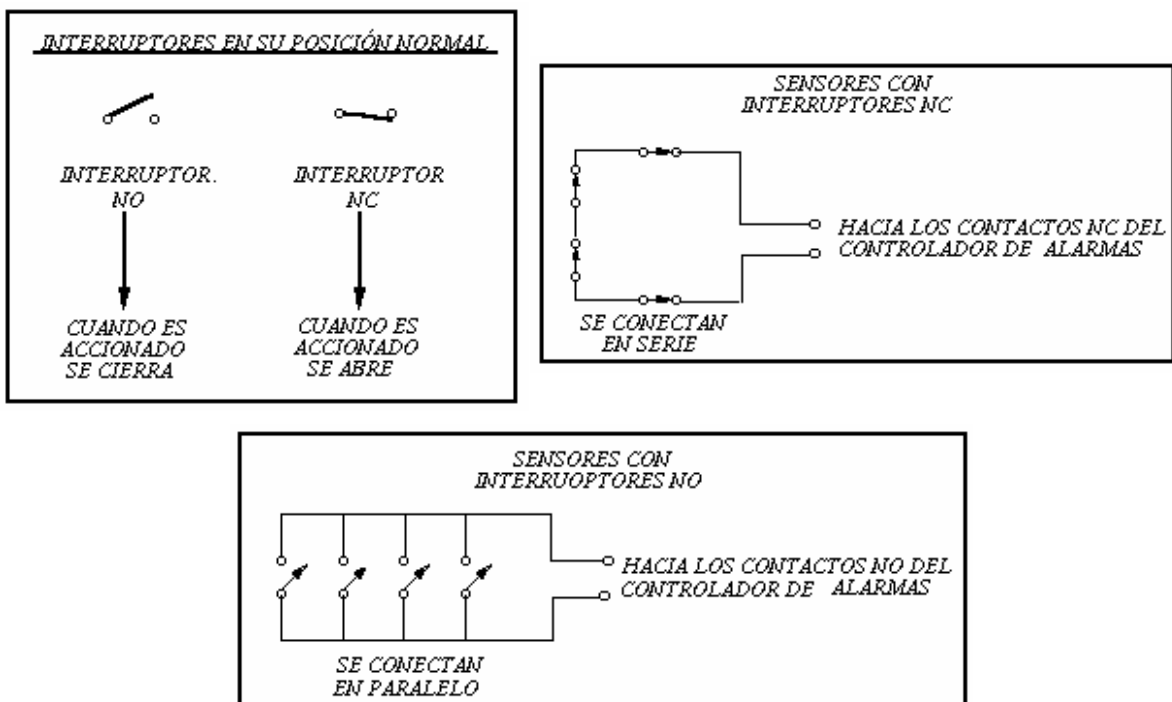 INTERRUPTORES EN SU POSICIÓN NORMAL
INTERRUPTOR.
NO
INTERRUPTOR
NC
CUANDO ES
ACCIONADO
SE CIERRA
CUANDO ES
ACCIONADO
SE ABRE
SENSORES CON
INTERRUPTORES NC
HACIA LOS CONTACTOS NC DEL
CONTROLADOR DE ALARMAS
SE CONECTAN
EN SERIE
SENSORES CON
INTERRUOPTORES NO
HACIA LOS CONTACTOS NO DEL
CONTROLADOR DE ALARMAS
SE CONECTAN
EN PARALELO